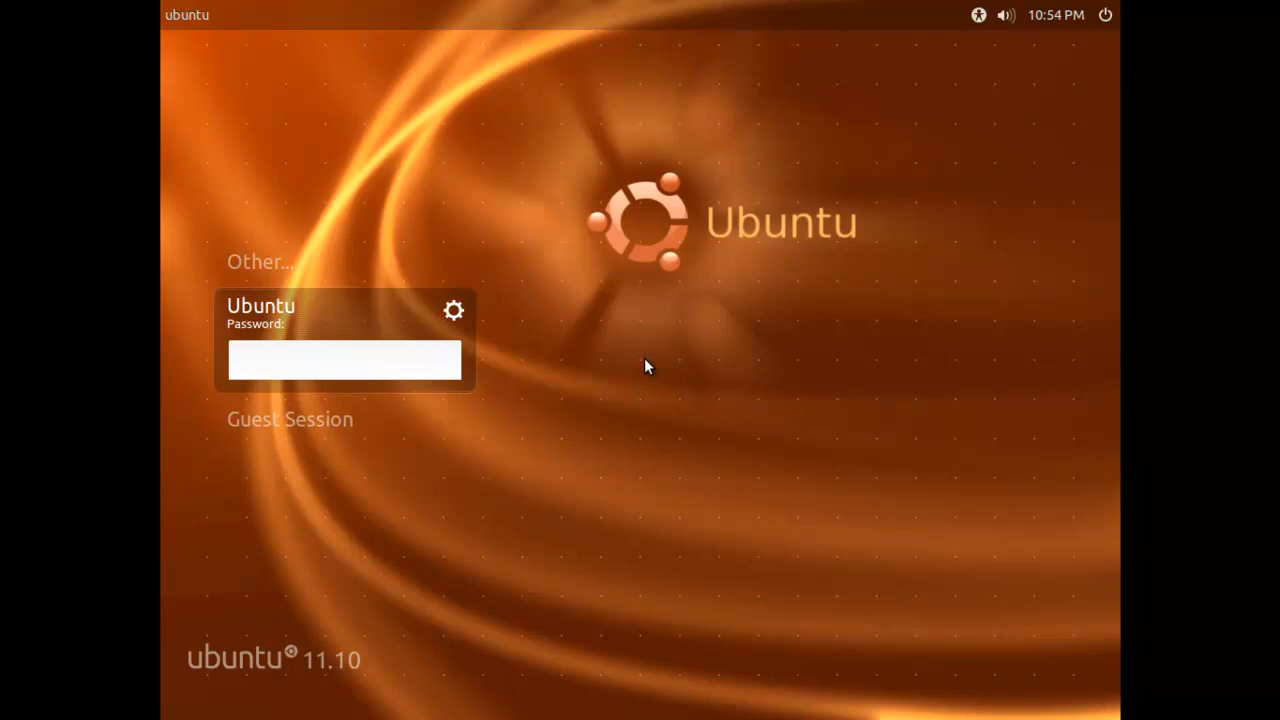 ubuntu
10:54 PM
Ubuntu
Other...
Ubuntu
Password:
Guest Session
ubuntu 11.10